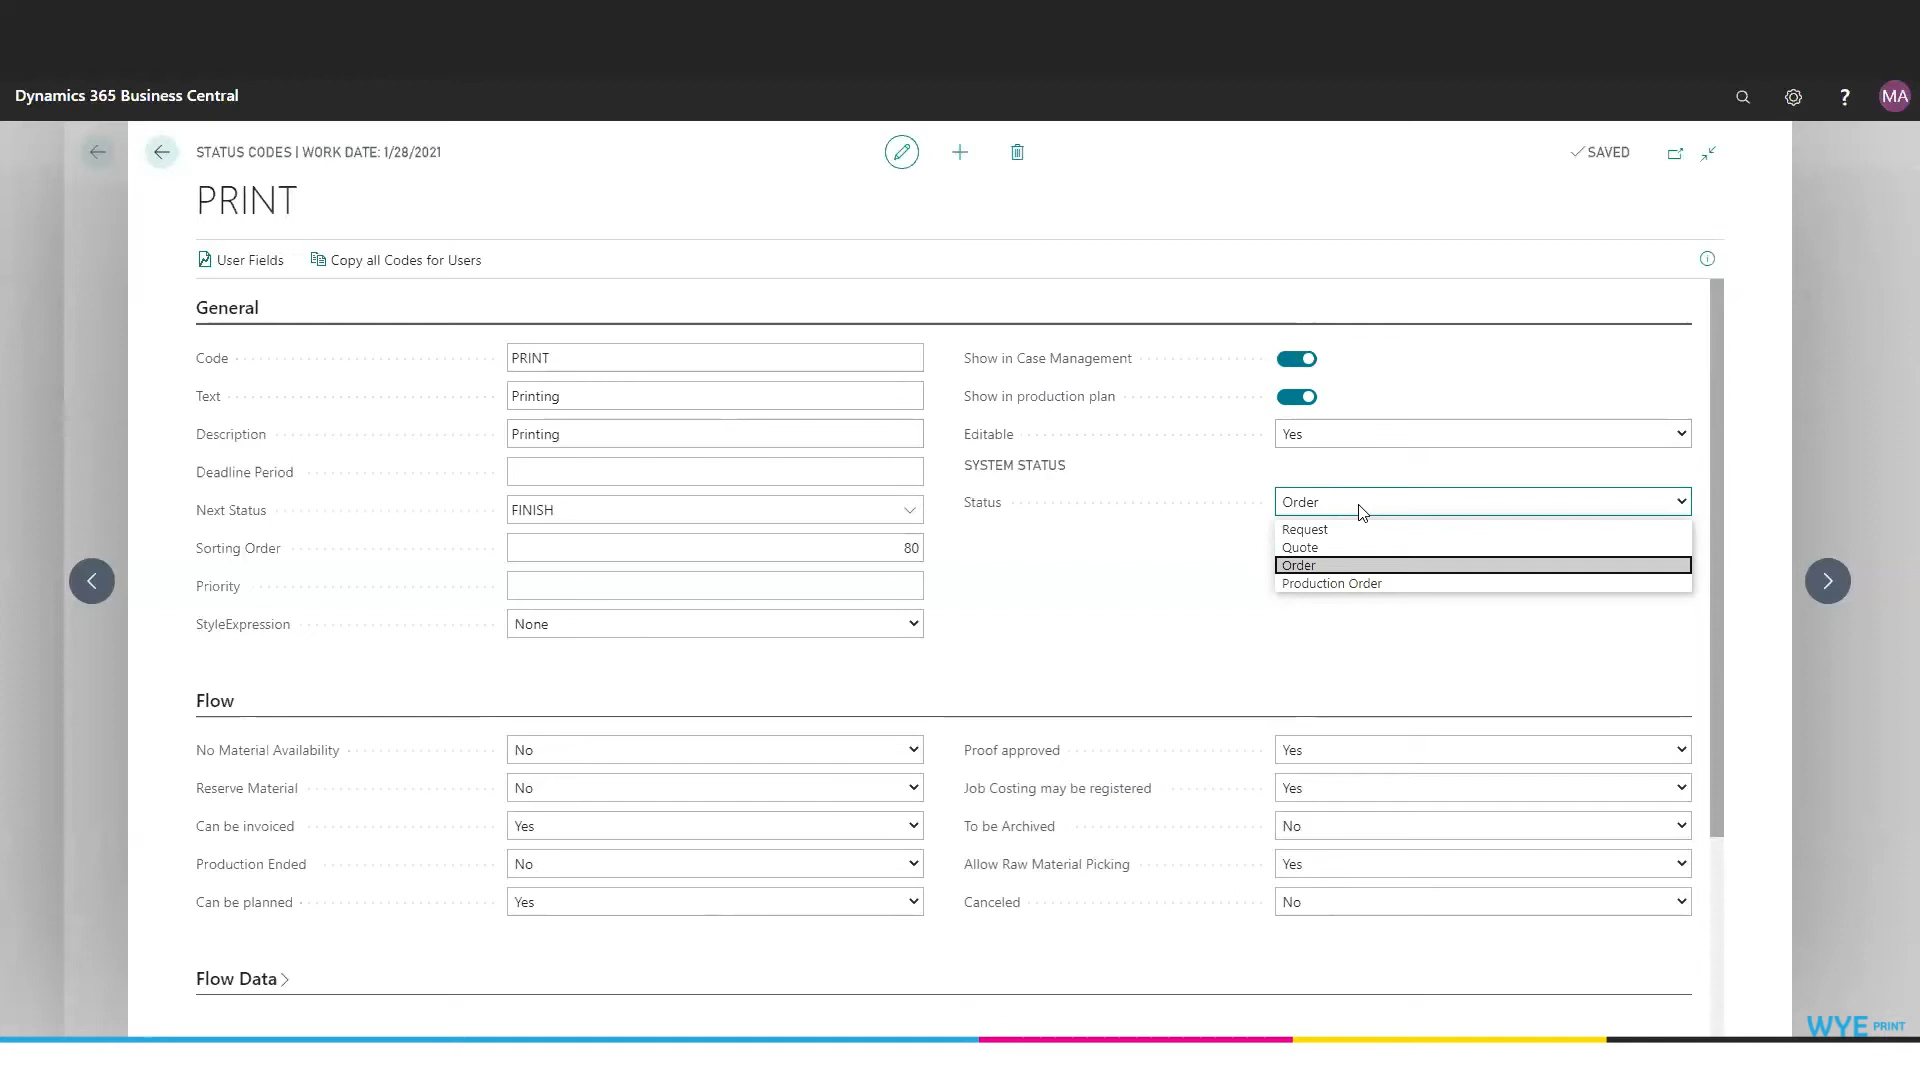 Dynamics 365 Business Central
? MA
STATUS CODES | WORK DATE: 1/28/2021
SAVED
PRINT
User Fields Copy all Codes for Users
General
Code PRINT
Text Printing
Description Printing
Deadline Period
Next Status FINISH
Sorting Order 80
Priority
StyleExpression None
Show in Case Management
Show in production plan
Editable Yes
SYSTEM STATUS
Status Order
Request
Quote
Order
Production Order
Flow
No Material Availability No
Reserve Material No
Can be invoiced Yes
Production Ended No
Can be planned Yes
Proof approved Yes
Job Costing may be registered Yes
To be Archived No
Allow Raw Material Picking Yes
Canceled No
Flow Data
WYE PRINT